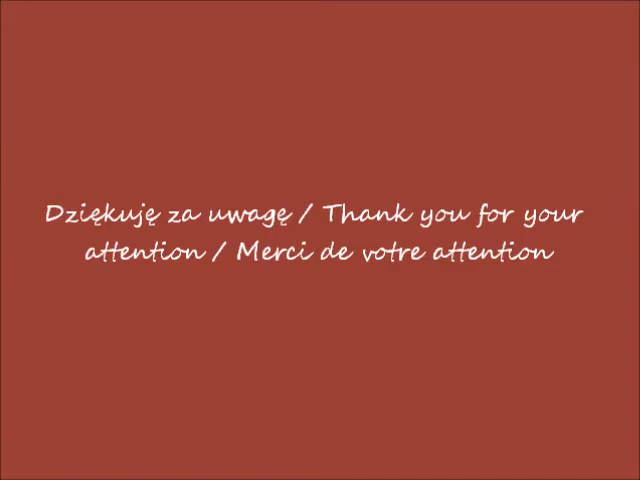 Dziękuję za uwagę / Thank you for your
attention / Merci de votre attention